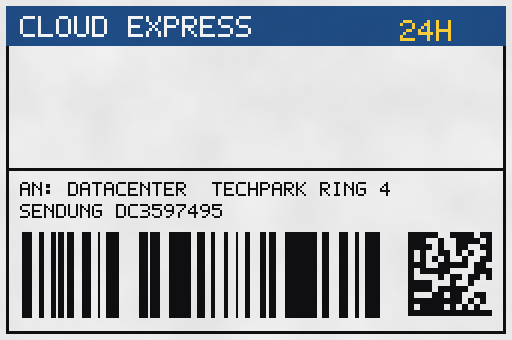 CLOUD EXPRESS 24H
AN: DATACENTER TECHPARK RING 4
SENDUNG DC3597495